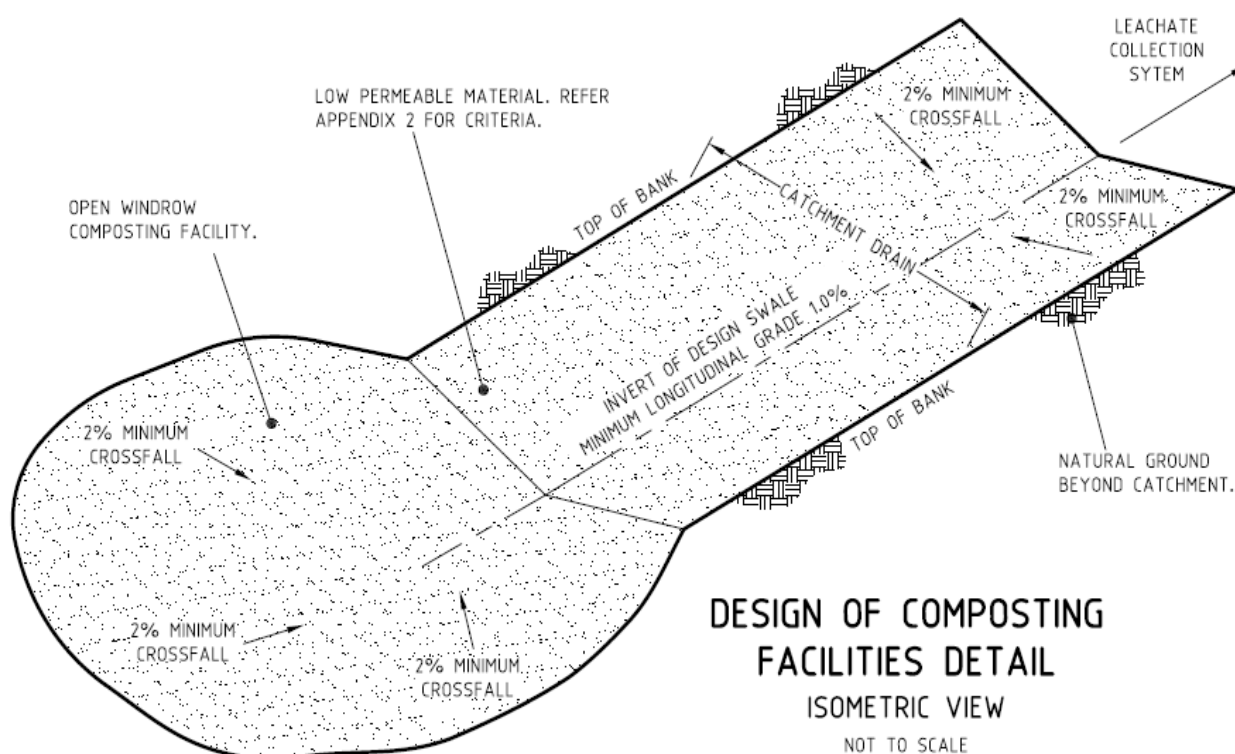 LEACHATE
COLLECTION
SYTEM
LOW PERMEABLE MATERIAL. REFER
APPENDIX 2 FOR CRITERIA.
2% MINIMUM
CROSSFALL
OPEN WINDROW
COMPOSTING FACILITY.
TOP OF BANK
CATCHMENT DRAIN
2% MINIMUM
CROSSFALL
INVERT OF DESIGN SWALE
MINIMUM LONGITUDINAL GRADE 1.0%
TOP OF BANK
2% MINIMUM
CROSSFALL
NATURAL GROUND
BEYOND CATCHMENT.
2% MINIMUM
CROSSFALL
2% MINIMUM
CROSSFALL
DESIGN OF COMPOSTING
FACILITIES DETAIL
ISOMETRIC VIEW
NOT TO SCALE